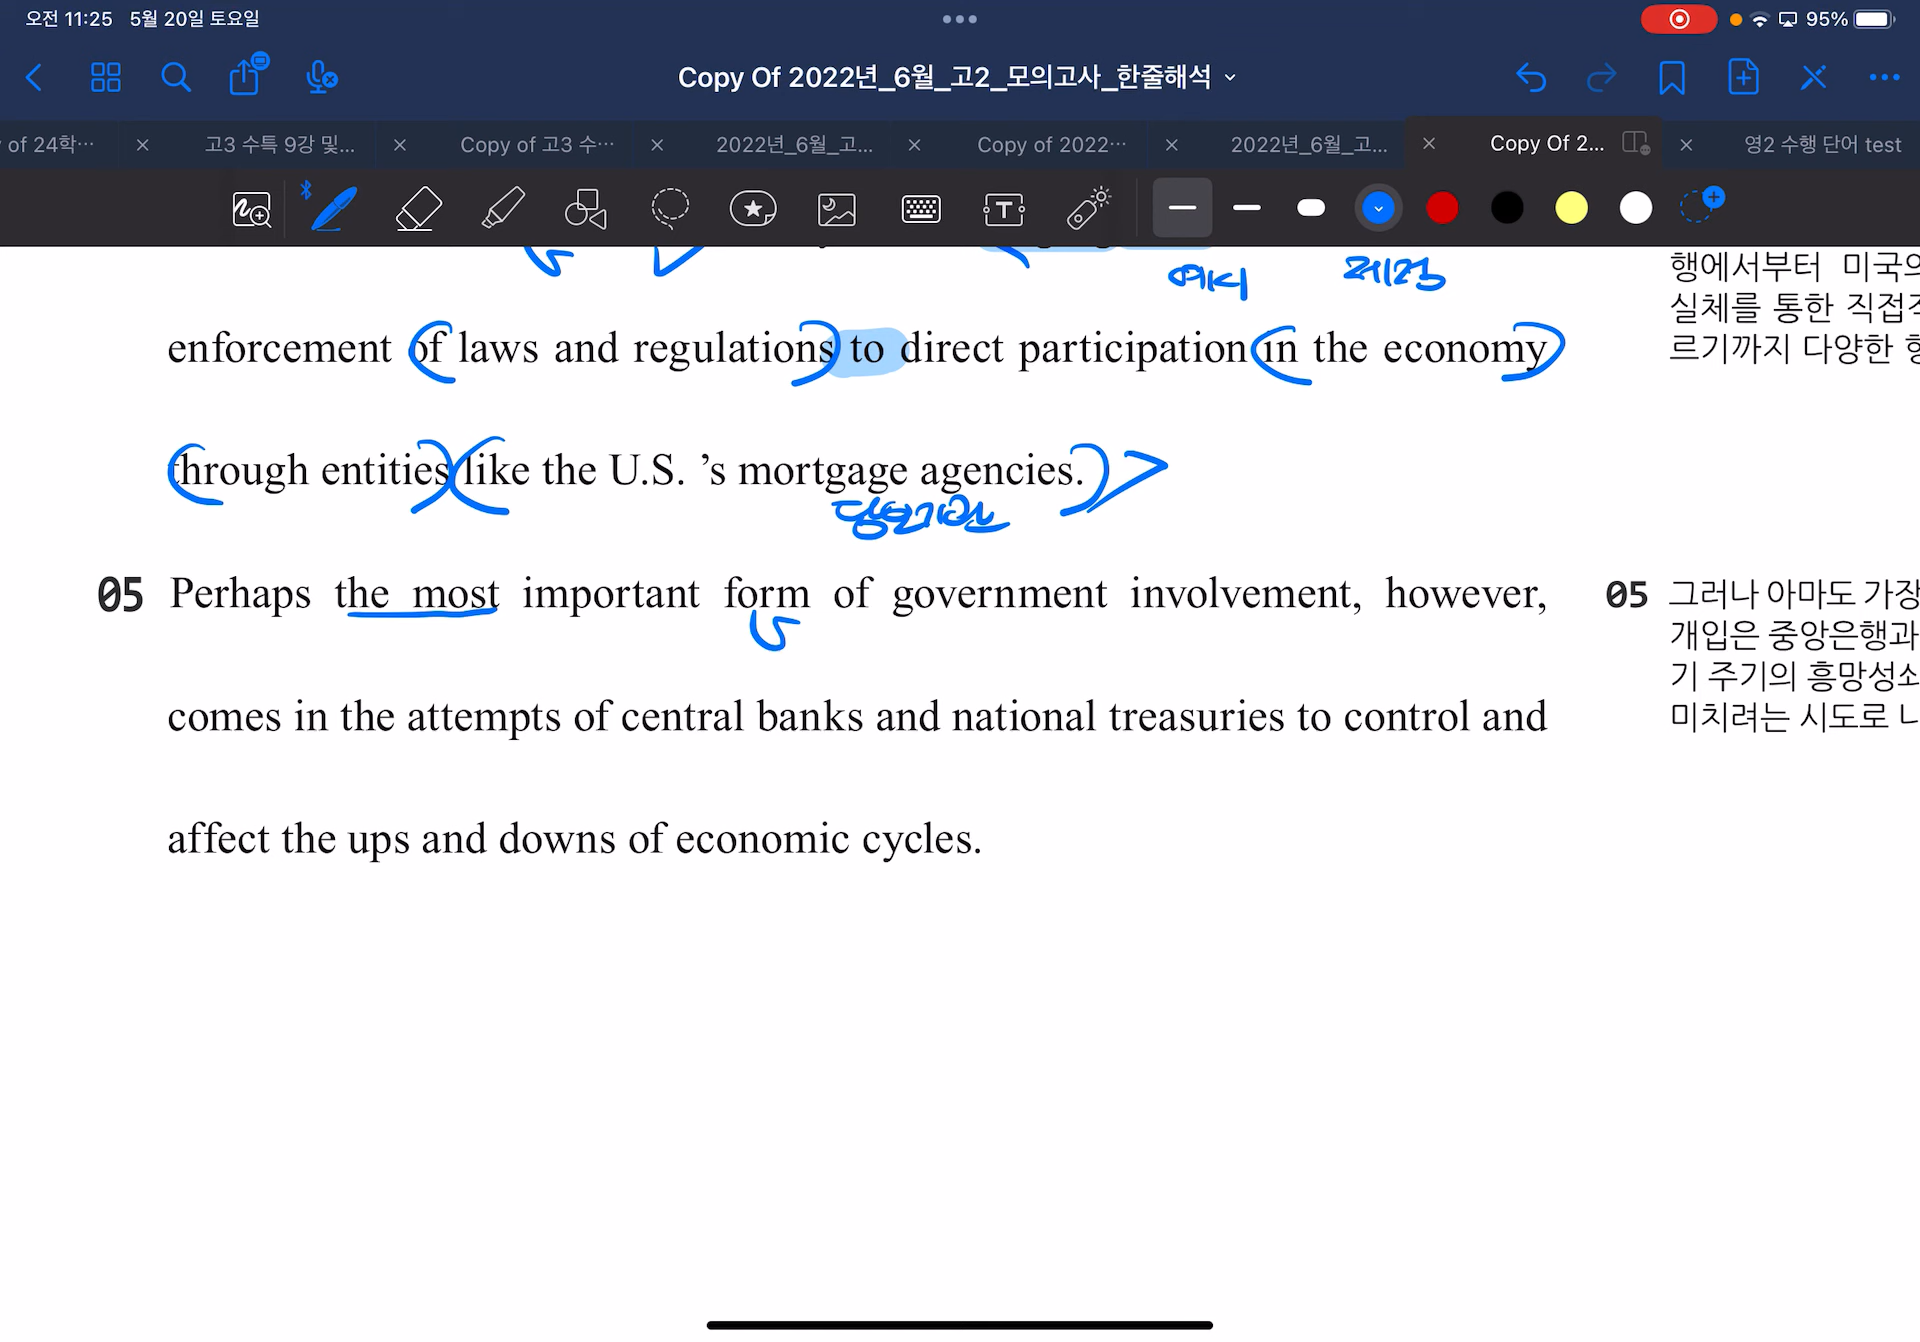 오전 11:25 5월 20일 토요일
95%
Copy Of 2022년_6월_고2_모의고사_한줄해석
of 24학…
고3 수특 9강 및...
Copy of 고3 수…
2022년_6월_고...
Copy of 2022…
2022년_6월_고...
Copy Of 2...
영2 수행 단어 test
예시
제정
enforcement of laws and regulations to direct participation in the economy
through entities like the U.S. ’s mortgage agencies.
담보기관
05 Perhaps the most important form of government involvement, however,
S
comes in the attempts of central banks and national treasuries to control and
affect the ups and downs of economic cycles.
행에서부터 미국의
실체를 통한 직접적
르기까지 다양한 형
05 그러나 아마도 가장
개입은 중앙은행과
기 주기의 흥망성쇠
미치려는 시도로 나